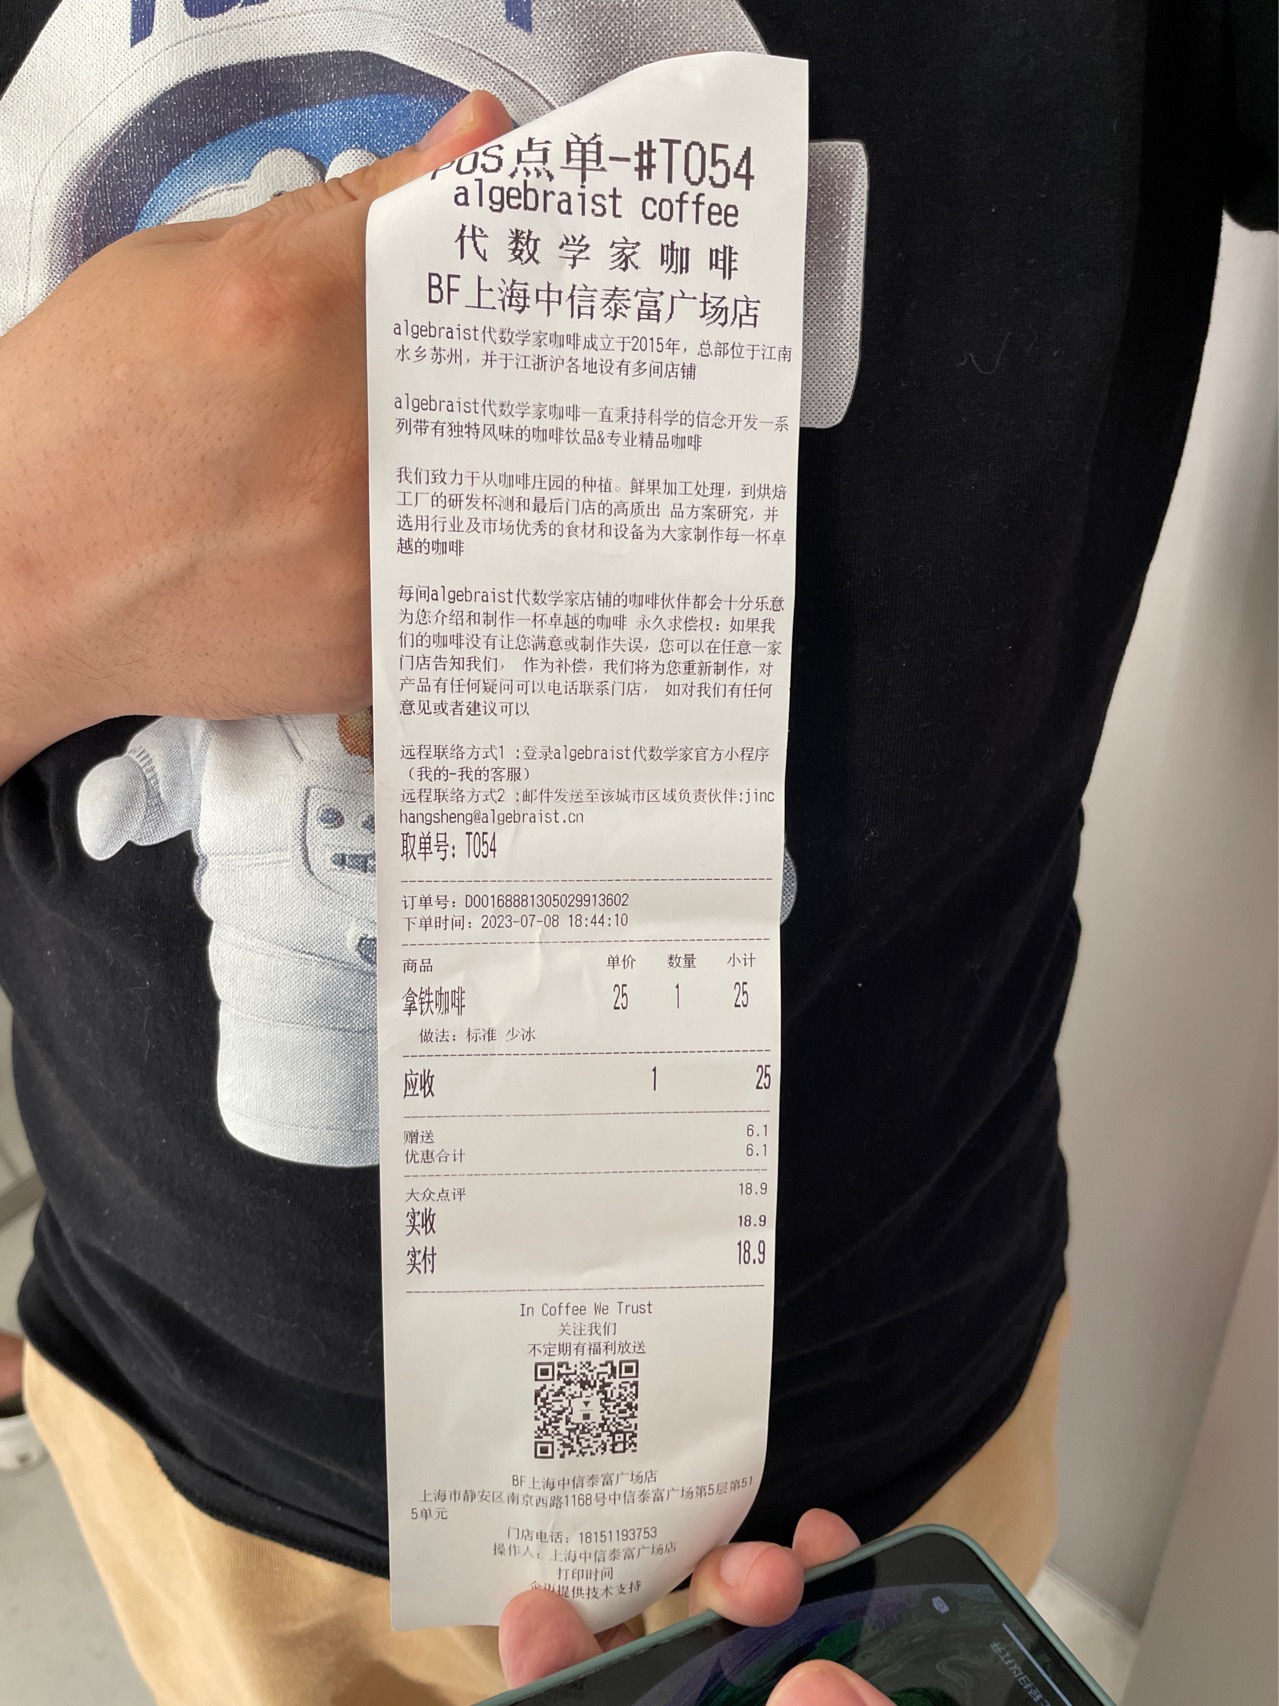 POS点单-#T054
algebraist coffee
代数学家咖啡
BF上海中信泰富广场店
algebraist代数学家咖啡成立于2015年，总部位于江南
水乡苏州，并于江浙沪各地设有多间店铺
algebraist代数学家咖啡一直秉持科学的信念开发一系
列带有独特风味的咖啡饮品&专业精品咖啡
我们致力于从咖啡庄园的种植。鲜果加工处理，到烘焙
工厂的研发杯测和最后门店的高质出 品方案研究，并
选用行业及市场优秀的食材和设备为大家制作每一杯卓
越的咖啡
每间algebraist代数学家店铺的咖啡伙伴都会十分乐意
为您介绍和制作一杯卓越的咖啡 永久求偿权：如果我
们的咖啡没有让您满意或制作失误，您可以在任意一家
门店告知我们， 作为补偿，我们将为您重新制作，对
产品有任何疑问可以电话联系门店， 如对我们有任何
意见或者建议可以
远程联络方式1 :登录algebraist代数学家官方小程序
（我的-我的客服）
远程联络方式2 :邮件发送至该城市区域负责伙伴:jinc
hangsheng@algebraist.cn
取单号：T054
订单号：D00168881305029913602
下单时间：2023-07-08 18:44:10
商品 单价 数量 小计
拿铁咖啡 25 1 25
做法：标准 少冰
应收 1 25
赠送 6.1
优惠合计 6.1
大众点评 18.9
实收 18.9
实付 18.9
In Coffee We Trust
关注我们
不定期有福利放送
BF上海中信泰富广场店
上海市静安区南京西路1168号中信泰富广场第5层第51
5单元
门店电话：18151193753
操作人：上海中信泰富广场店
打印时间
提供技术支持